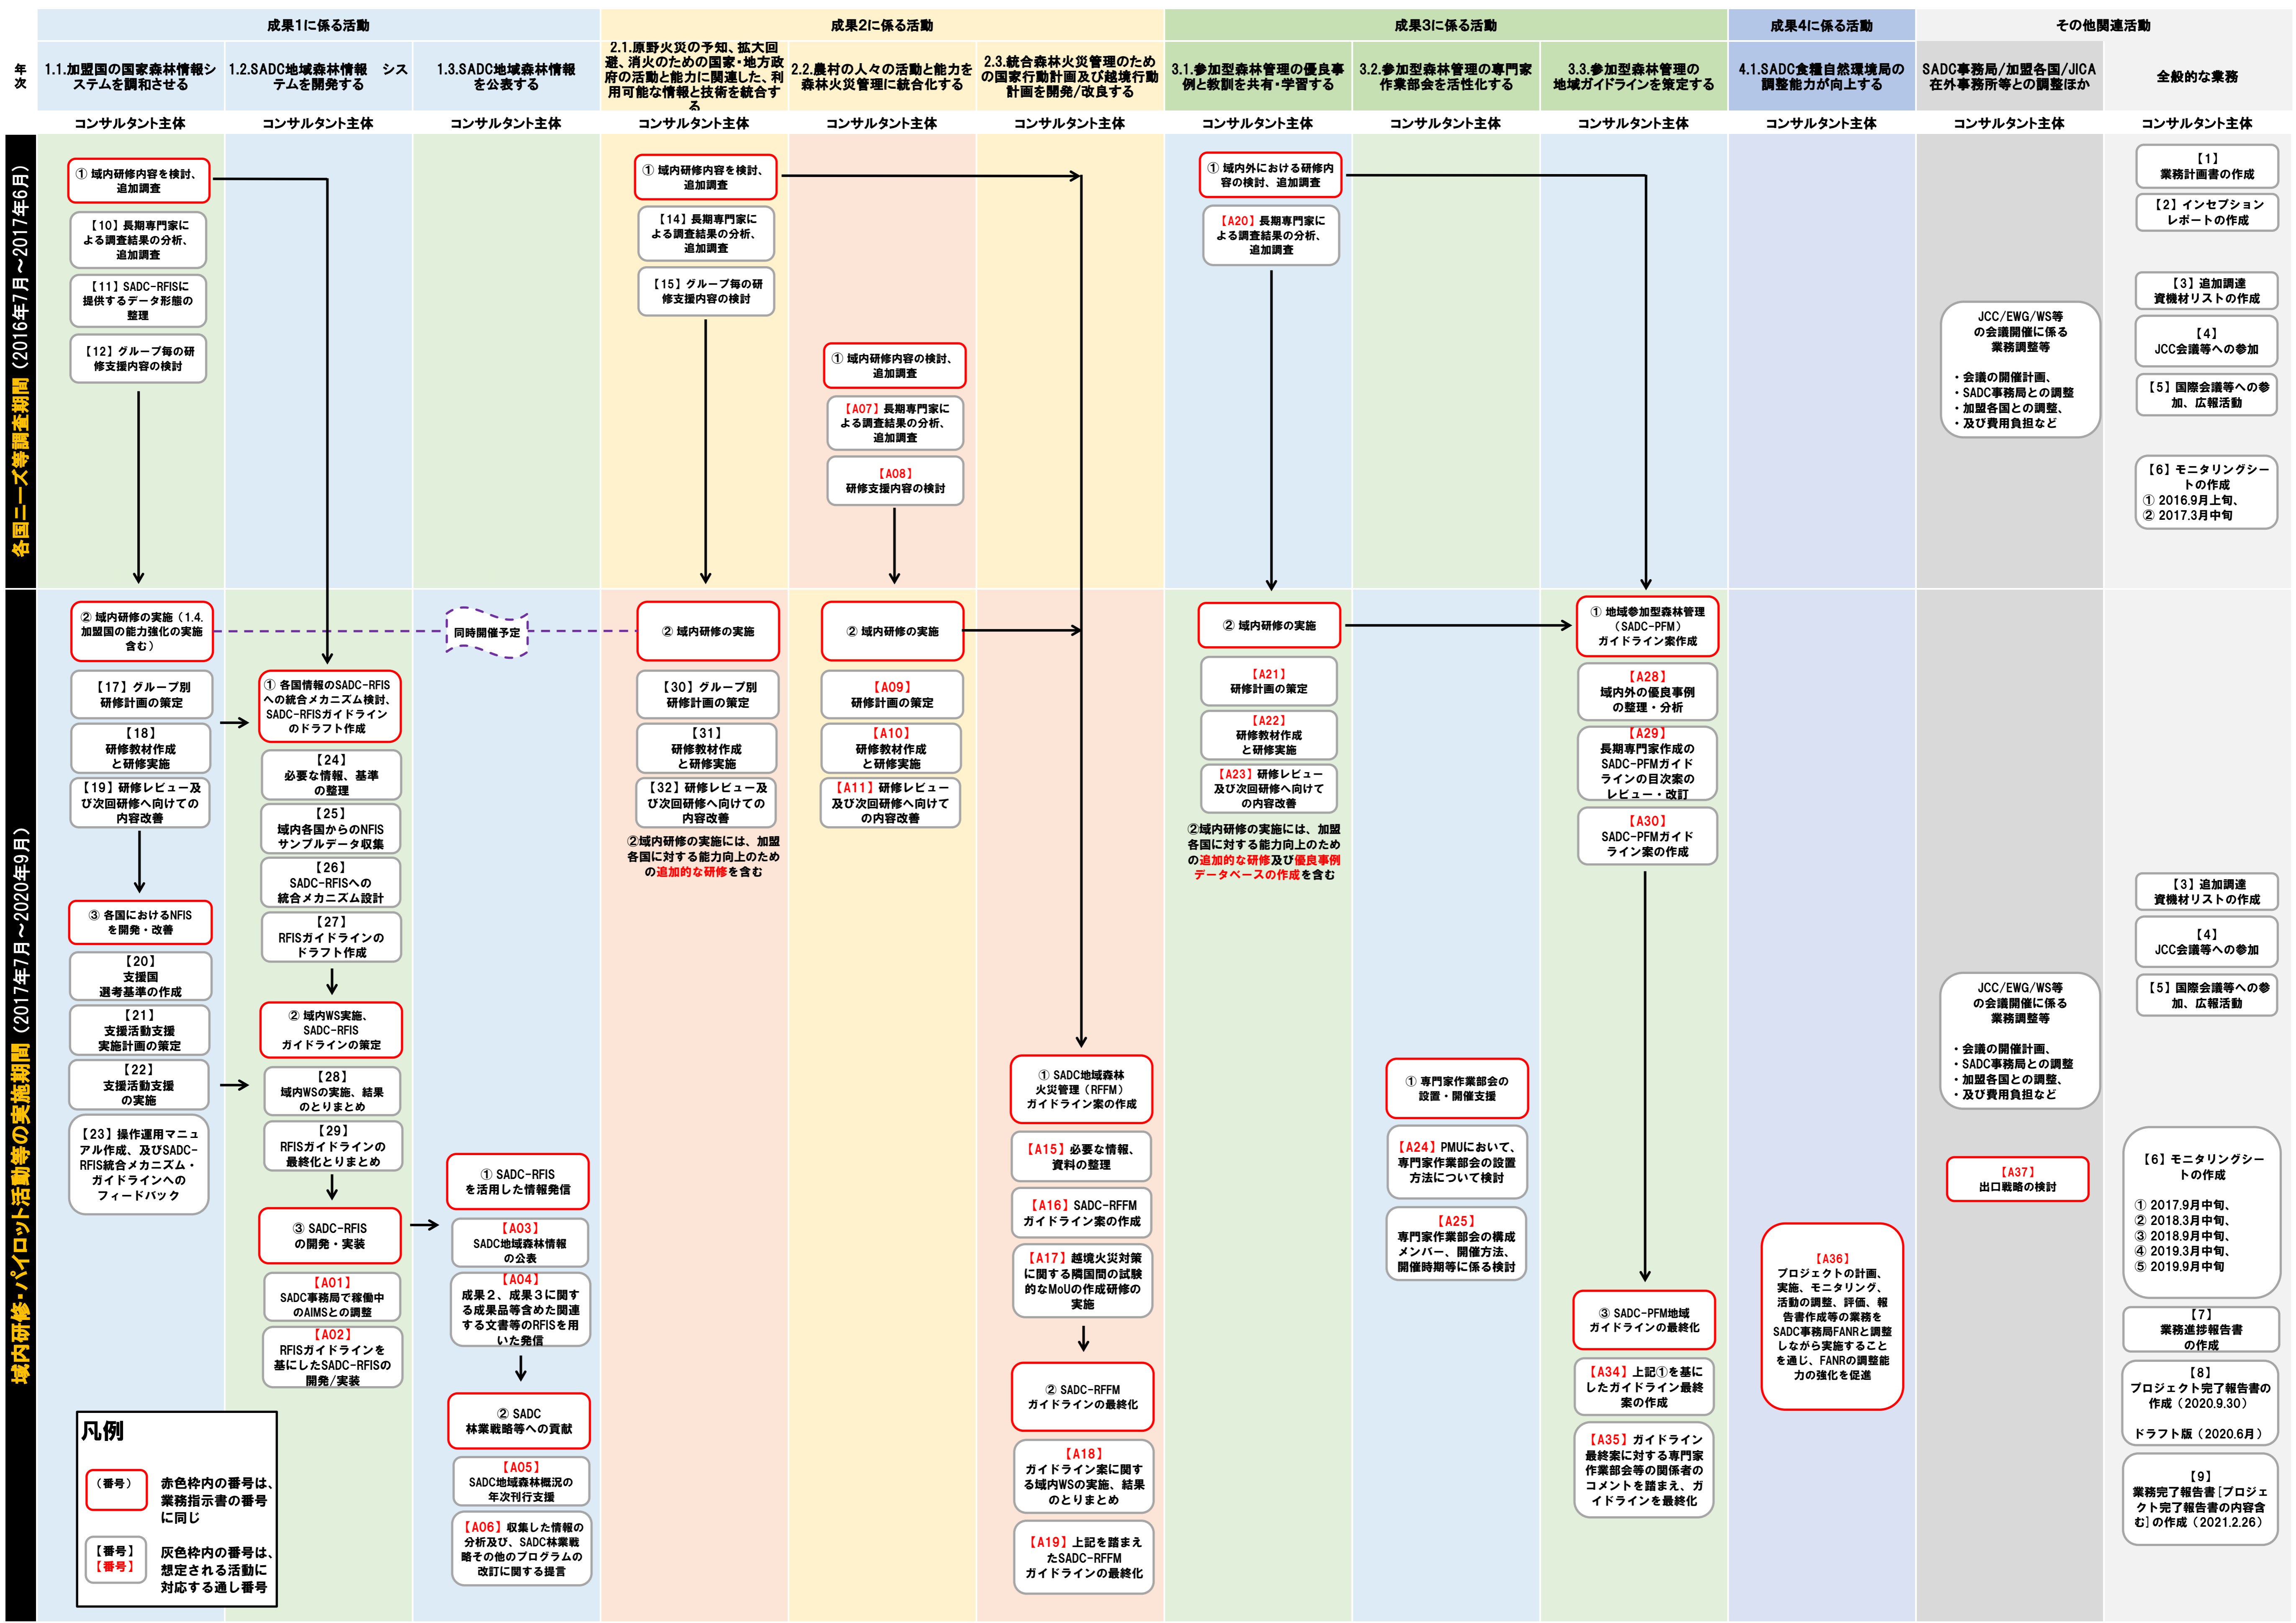 成果1に係る活動
成果2に係る活動
成果3に係る活動
成果4に係る活動
その他関連活動
年
次
1.1.加盟国の国家森林情報シ
ステムを調和させる
1.2.SADC地域森林情報　シス
テムを開発する
1.3.SADC地域森林情報
を公表する
2.1.原野火災の予知、拡大回
避、消火のための国家・地方政
府の活動と能力に関連した、利
用可能な情報と技術を統合す
る
2.2.農村の人々の活動と能力を
森林火災管理に統合化する
2.3.統合森林火災管理のため
の国家行動計画及び越境行動
計画を開発/改良する
3.1.参加型森林管理の優良事
例と教訓を共有・学習する
3.2.参加型森林管理の専門家
作業部会を活性化する
3.3.参加型森林管理の
地域ガイドラインを策定する
4.1.SADC食糧自然環境局の
調整能力が向上する
SADC事務局/加盟各国/JICA
在外事務所等との調整ほか
全般的な業務
コンサルタント主体
コンサルタント主体
コンサルタント主体
コンサルタント主体
コンサルタント主体
コンサルタント主体
コンサルタント主体
コンサルタント主体
コンサルタント主体
コンサルタント主体
コンサルタント主体
コンサルタント主体
各国ニーズ等調査期間（2016年7月～2017年6月）
① 域内研修内容を検討、
追加調査
【10】長期専門家に
よる調査結果の分析、
追加調査
【11】SADC-RFISに
提供するデータ形態の
整理
【12】グループ毎の研
修支援内容の検討
① 域内研修内容を検討、
追加調査
【14】長期専門家に
よる調査結果の分析、
追加調査
【15】グループ毎の研
修支援内容の検討
① 域内研修内容の検討、
追加調査
【A07】長期専門家に
よる調査結果の分析、
追加調査
【A08】
研修支援内容の検討
① 域内外における研修内
容の検討、追加調査
【A20】長期専門家に
よる調査結果の分析、
追加調査
JCC/EWG/WS等
の会議開催に係る
業務調整等
・会議の開催計画、
・SADC事務局との調整
・加盟各国との調整、
・及び費用負担など
【1】
業務計画書の作成
【2】インセプション
レポートの作成
【3】追加調達
資機材リストの作成
【4】
JCC会議等への参加
【5】国際会議等への参
加、広報活動
【6】モニタリングシー
トの作成
① 2016.9月上旬、
② 2017.3月中旬
域内研修・パイロット活動等の実施期間（2017年7月～2020年9月）
② 域内研修の実施（1.4.
加盟国の能力強化の実施
含む）
【17】グループ別
研修計画の策定
【18】
研修教材作成
と研修実施
【19】研修レビュー及
び次回研修へ向けての
内容改善
③ 各国におけるNFIS
を開発・改善
【20】
支援国
選考基準の作成
【21】
支援活動支援
実施計画の策定
【22】
支援活動支援
の実施
【23】操作運用マニュ
アル作成、及びSADC-
RFIS統合メカニズム・
ガイドラインへの
フィードバック
① 各国情報のSADC-RFIS
への統合メカニズム検討、
SADC-RFISガイドライン
のドラフト作成
【24】
必要な情報、基準
の整理
【25】
域内各国からのNFIS
サンプルデータ収集
【26】
SADC-RFISへの
統合メカニズム設計
【27】
RFISガイドラインの
ドラフト作成
② 域内WS実施、
SADC-RFIS
ガイドラインの策定
【28】
域内WSの実施、結果
のとりまとめ
【29】
RFISガイドラインの
最終化とりまとめ
③ SADC-RFIS
の開発・実装
【A01】
SADC事務局で稼働中
のAIMSとの調整
【A02】
RFISガイドラインを
基にしたSADC-RFISの
開発/実装
同時開催予定
① SADC-RFIS
を活用した情報発信
【A03】
SADC地域森林情報
の公表
【A04】
成果２、成果３に関す
る成果品等含めた関連
する文書等のRFISを用
いた発信
② SADC
林業戦略等への貢献
【A05】
SADC地域森林概況の
年次刊行支援
【A06】収集した情報の
分析及び、SADC林業戦
略その他のプログラムの
改訂に関する提言
② 域内研修の実施
【30】グループ別
研修計画の策定
【31】
研修教材作成
と研修実施
【32】研修レビュー及
び次回研修へ向けての
内容改善
②域内研修の実施には、加盟
各国に対する能力向上のため
の追加的な研修を含む
② 域内研修の実施
【A09】
研修計画の策定
【A10】
研修教材作成
と研修実施
【A11】研修レビュー
及び次回研修へ向けて
の内容改善
① SADC地域森林
火災管理（RFFM）
ガイドライン案の作成
【A15】必要な情報、
資料の整理
【A16】SADC-RFFM
ガイドライン案の作成
【A17】越境火災対策
に関する隣国間の試験
的なMoUの作成研修の
実施
② SADC-RFFM
ガイドラインの最終化
【A18】
ガイドライン案に関す
る域内WSの実施、結果
のとりまとめ
【A19】上記を踏まえ
たSADC-RFFM
ガイドラインの最終化
② 域内研修の実施
【A21】
研修計画の策定
【A22】
研修教材作成
と研修実施
【A23】研修レビュー
及び次回研修へ向けて
の内容改善
②域内研修の実施には、加盟
各国に対する能力向上のため
の追加的な研修及び優良事例
データベースの作成を含む
① 専門家作業部会の
設置・開催支援
【A24】PMUにおいて、
専門家作業部会の設置
方法について検討
【A25】
専門家作業部会の構成
メンバー、開催方法、
開催時期等に係る検討
① 地域参加型森林管理
（SADC-PFM）
ガイドライン案作成
【A28】
域内外の優良事例
の整理・分析
【A29】
長期専門家作成の
SADC-PFMガイド
ラインの目次案の
レビュー・改訂
【A30】
SADC-PFMガイド
ライン案の作成
③ SADC-PFM地域
ガイドラインの最終化
【A34】上記①を基に
したガイドライン最終
案の作成
【A35】ガイドライン
最終案に対する専門家
作業部会等の関係者の
コメントを踏まえ、ガ
イドラインを最終化
【A36】
プロジェクトの計画、
実施、モニタリング、
活動の調整、評価、報
告書作成等の業務を
SADC事務局FANRと調整
しながら実施すること
を通じ、FANRの調整能
力の強化を促進
JCC/EWG/WS等
の会議開催に係る
業務調整等
・会議の開催計画、
・SADC事務局との調整
・加盟各国との調整、
・及び費用負担など
【A37】
出口戦略の検討
【3】追加調達
資機材リストの作成
【4】
JCC会議等への参加
【5】国際会議等への参
加、広報活動
【6】モニタリングシー
トの作成
① 2017.9月中旬、
② 2018.3月中旬、
③ 2018.9月中旬、
④ 2019.3月中旬、
⑤ 2019.9月中旬
【7】
業務進捗報告書
の作成
【8】
プロジェクト完了報告書の
作成（2020.9.30）
ドラフト版（2020.6月）
【9】
業務完了報告書[プロジェ
クト完了報告書の内容含
む]の作成（2021.2.26）
凡例
（番号）
赤色枠内の番号は、
業務指示書の番号
に同じ
【番号】
【番号】
灰色枠内の番号は、
想定される活動に
対応する通し番号